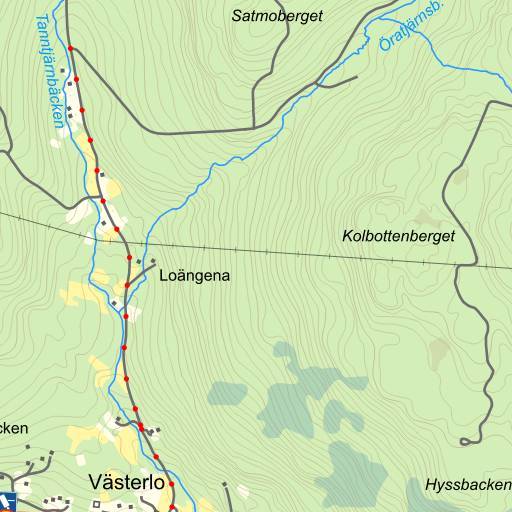 Satmoberget
Öratjärnsb.
Tanntjärnbäcken
Kolbottenberget
Loängena
cken
Västerlo
Hyssbacken